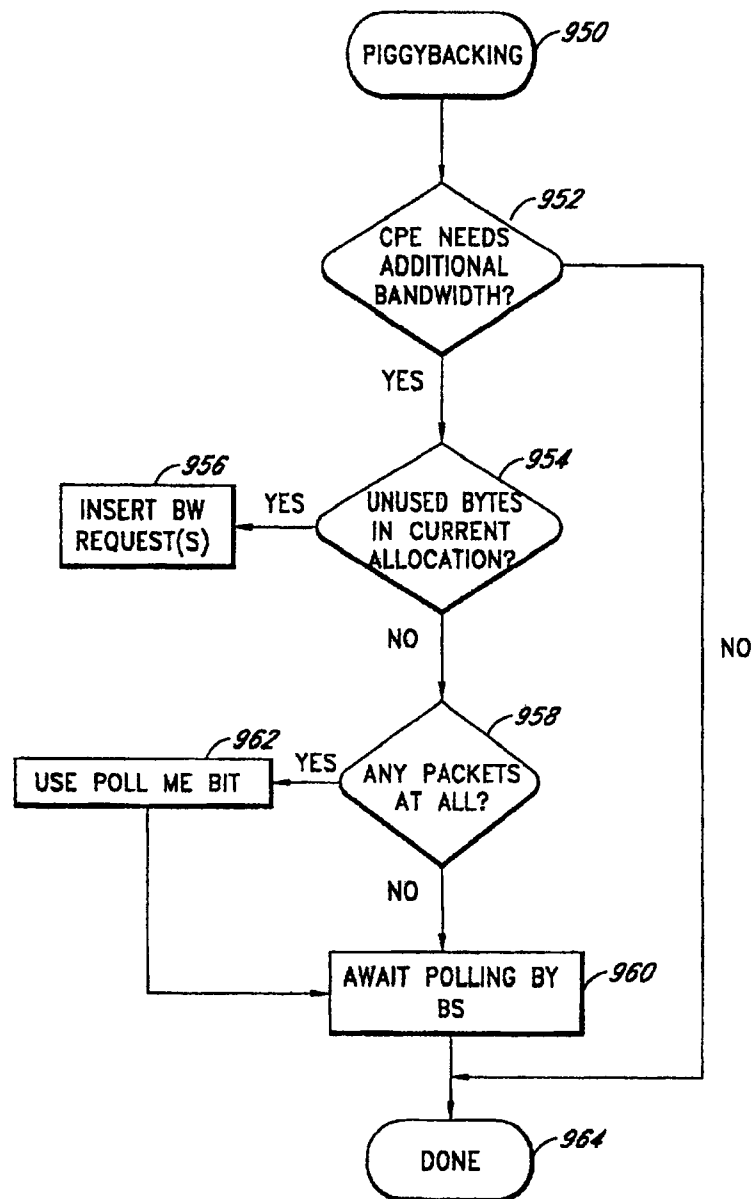 PIGGYBACKING
950
952
CPE NEEDS
ADDITIONAL
BANDWIDTH?
YES
954
956
UNUSED BYTES
IN CURRENT
ALLOCATION?
YES
INSERT BW
REQUEST(S)
NO
NO
958
962
ANY PACKETS
AT ALL?
YES
USE POLL ME BIT
NO
AWAIT POLLING BY
BS
960
DONE
964